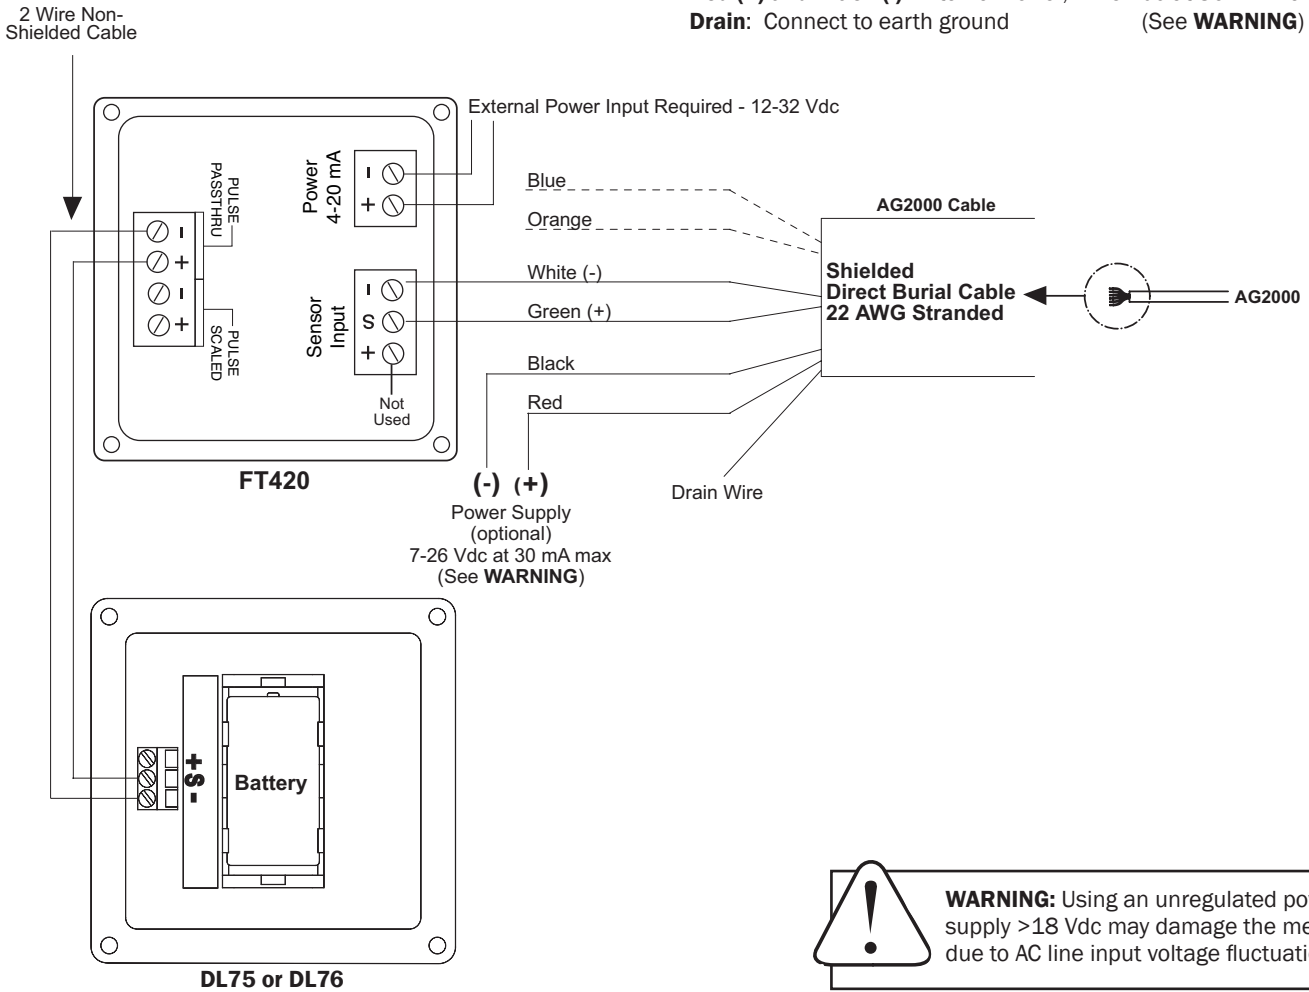 2 Wire Non-
Shielded Cable
Drain: Connect to earth ground (See WARNING)
External Power Input Required - 12-32 Vdc
PULSE
PASSTHRU
-
+
-
+
PULSE
SCALED
Power
4-20 mA
-
+
Sensor
Input
-
S
+
Not
Used
FT420
Blue
Orange
White (-)
Green (+)
Black
Red
AG2000 Cable
Shielded
Direct Burial Cable
22 AWG Stranded
AG2000
(-) (+)
Power Supply
(optional)
7-26 Vdc at 30 mA max
(See WARNING)
Drain Wire
+
S
-
Battery
DL75 or DL76
WARNING: Using an unregulated
supply >18 Vdc may damage the
due to AC line input voltage